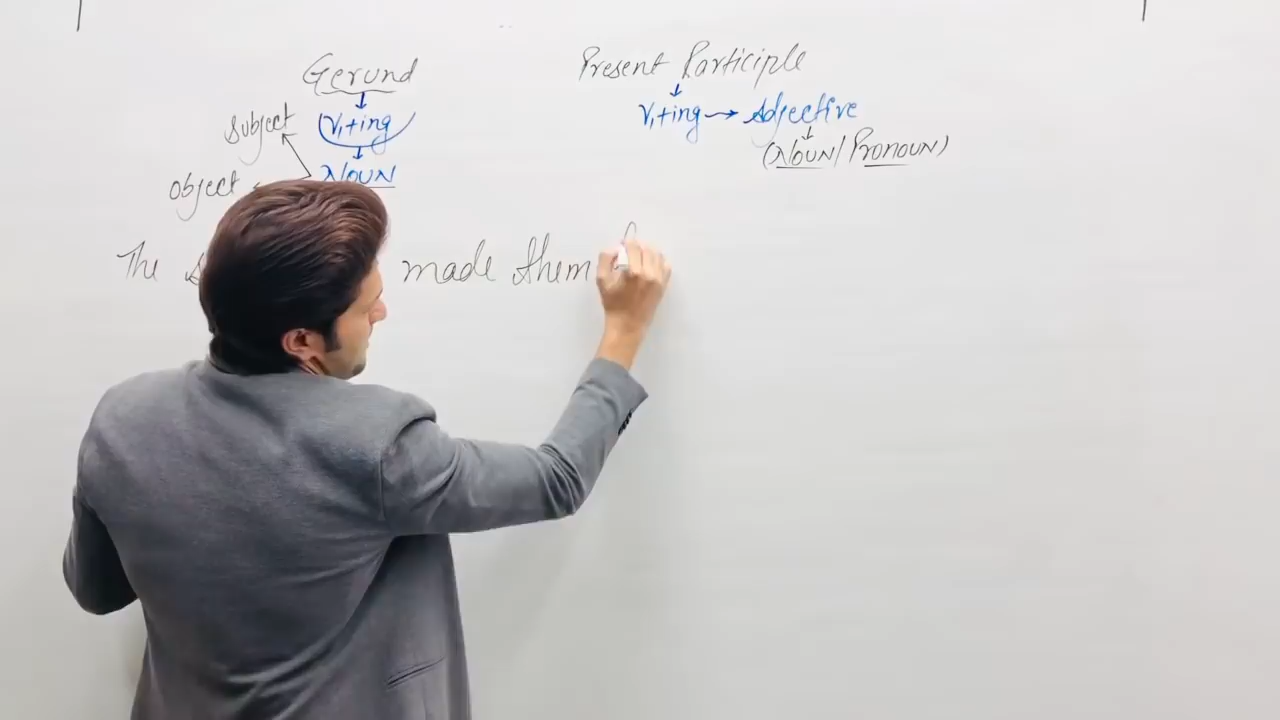 Gerund
Subject
V1+ing
object
NOUN
Present Participle
V1+ing → Adjective
(NOUN/PRONOUN)
The made them